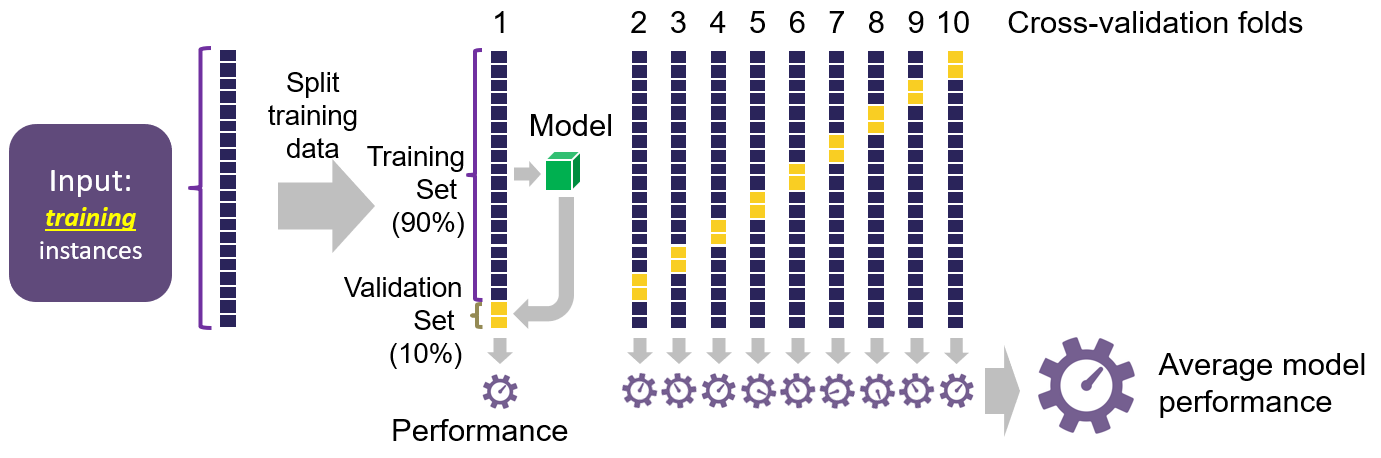 Input:
training
instances
Split
training
data
1
Training
Set
(90%)
Validation
Set
(10%)
Model
Performance
2 3 4 5 6 7 8 9 10
Cross-validation folds
Average model
performance